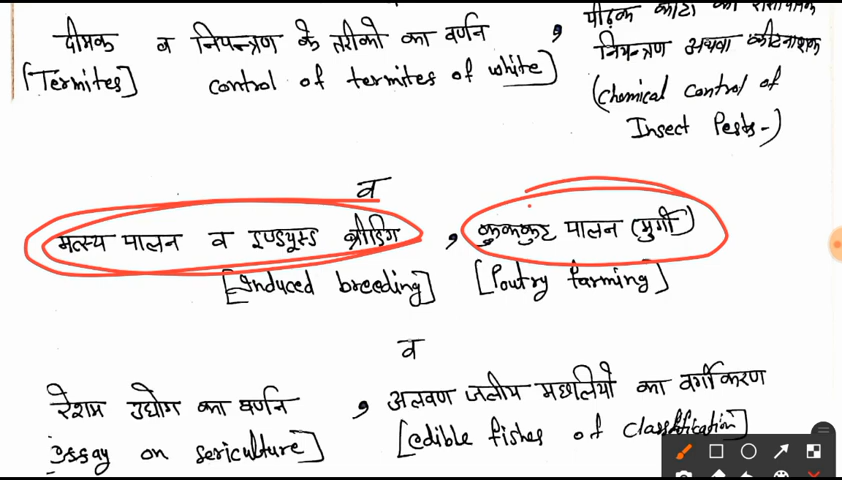 दीमक व नियन्त्रण के तरीको का वर्णन ,
[Termites] control of termites of white]
पीढ़क कीटो का रासायनिक
नियन्त्रण अथवा कीटनाशक
(Chemical control of
Insect Pests-)
व
मत्स्य पालन व इण्ड्यूस्ड ब्रीडिंग , कुक्कुट पालन (मुर्गी)
[Induced breeding] [Poutry farming]
व
रेशम उद्योग का वर्णन , अलवण जलीय मछलियो का वर्गीकरण
Essay on sericulture] [edible fishes of classification]